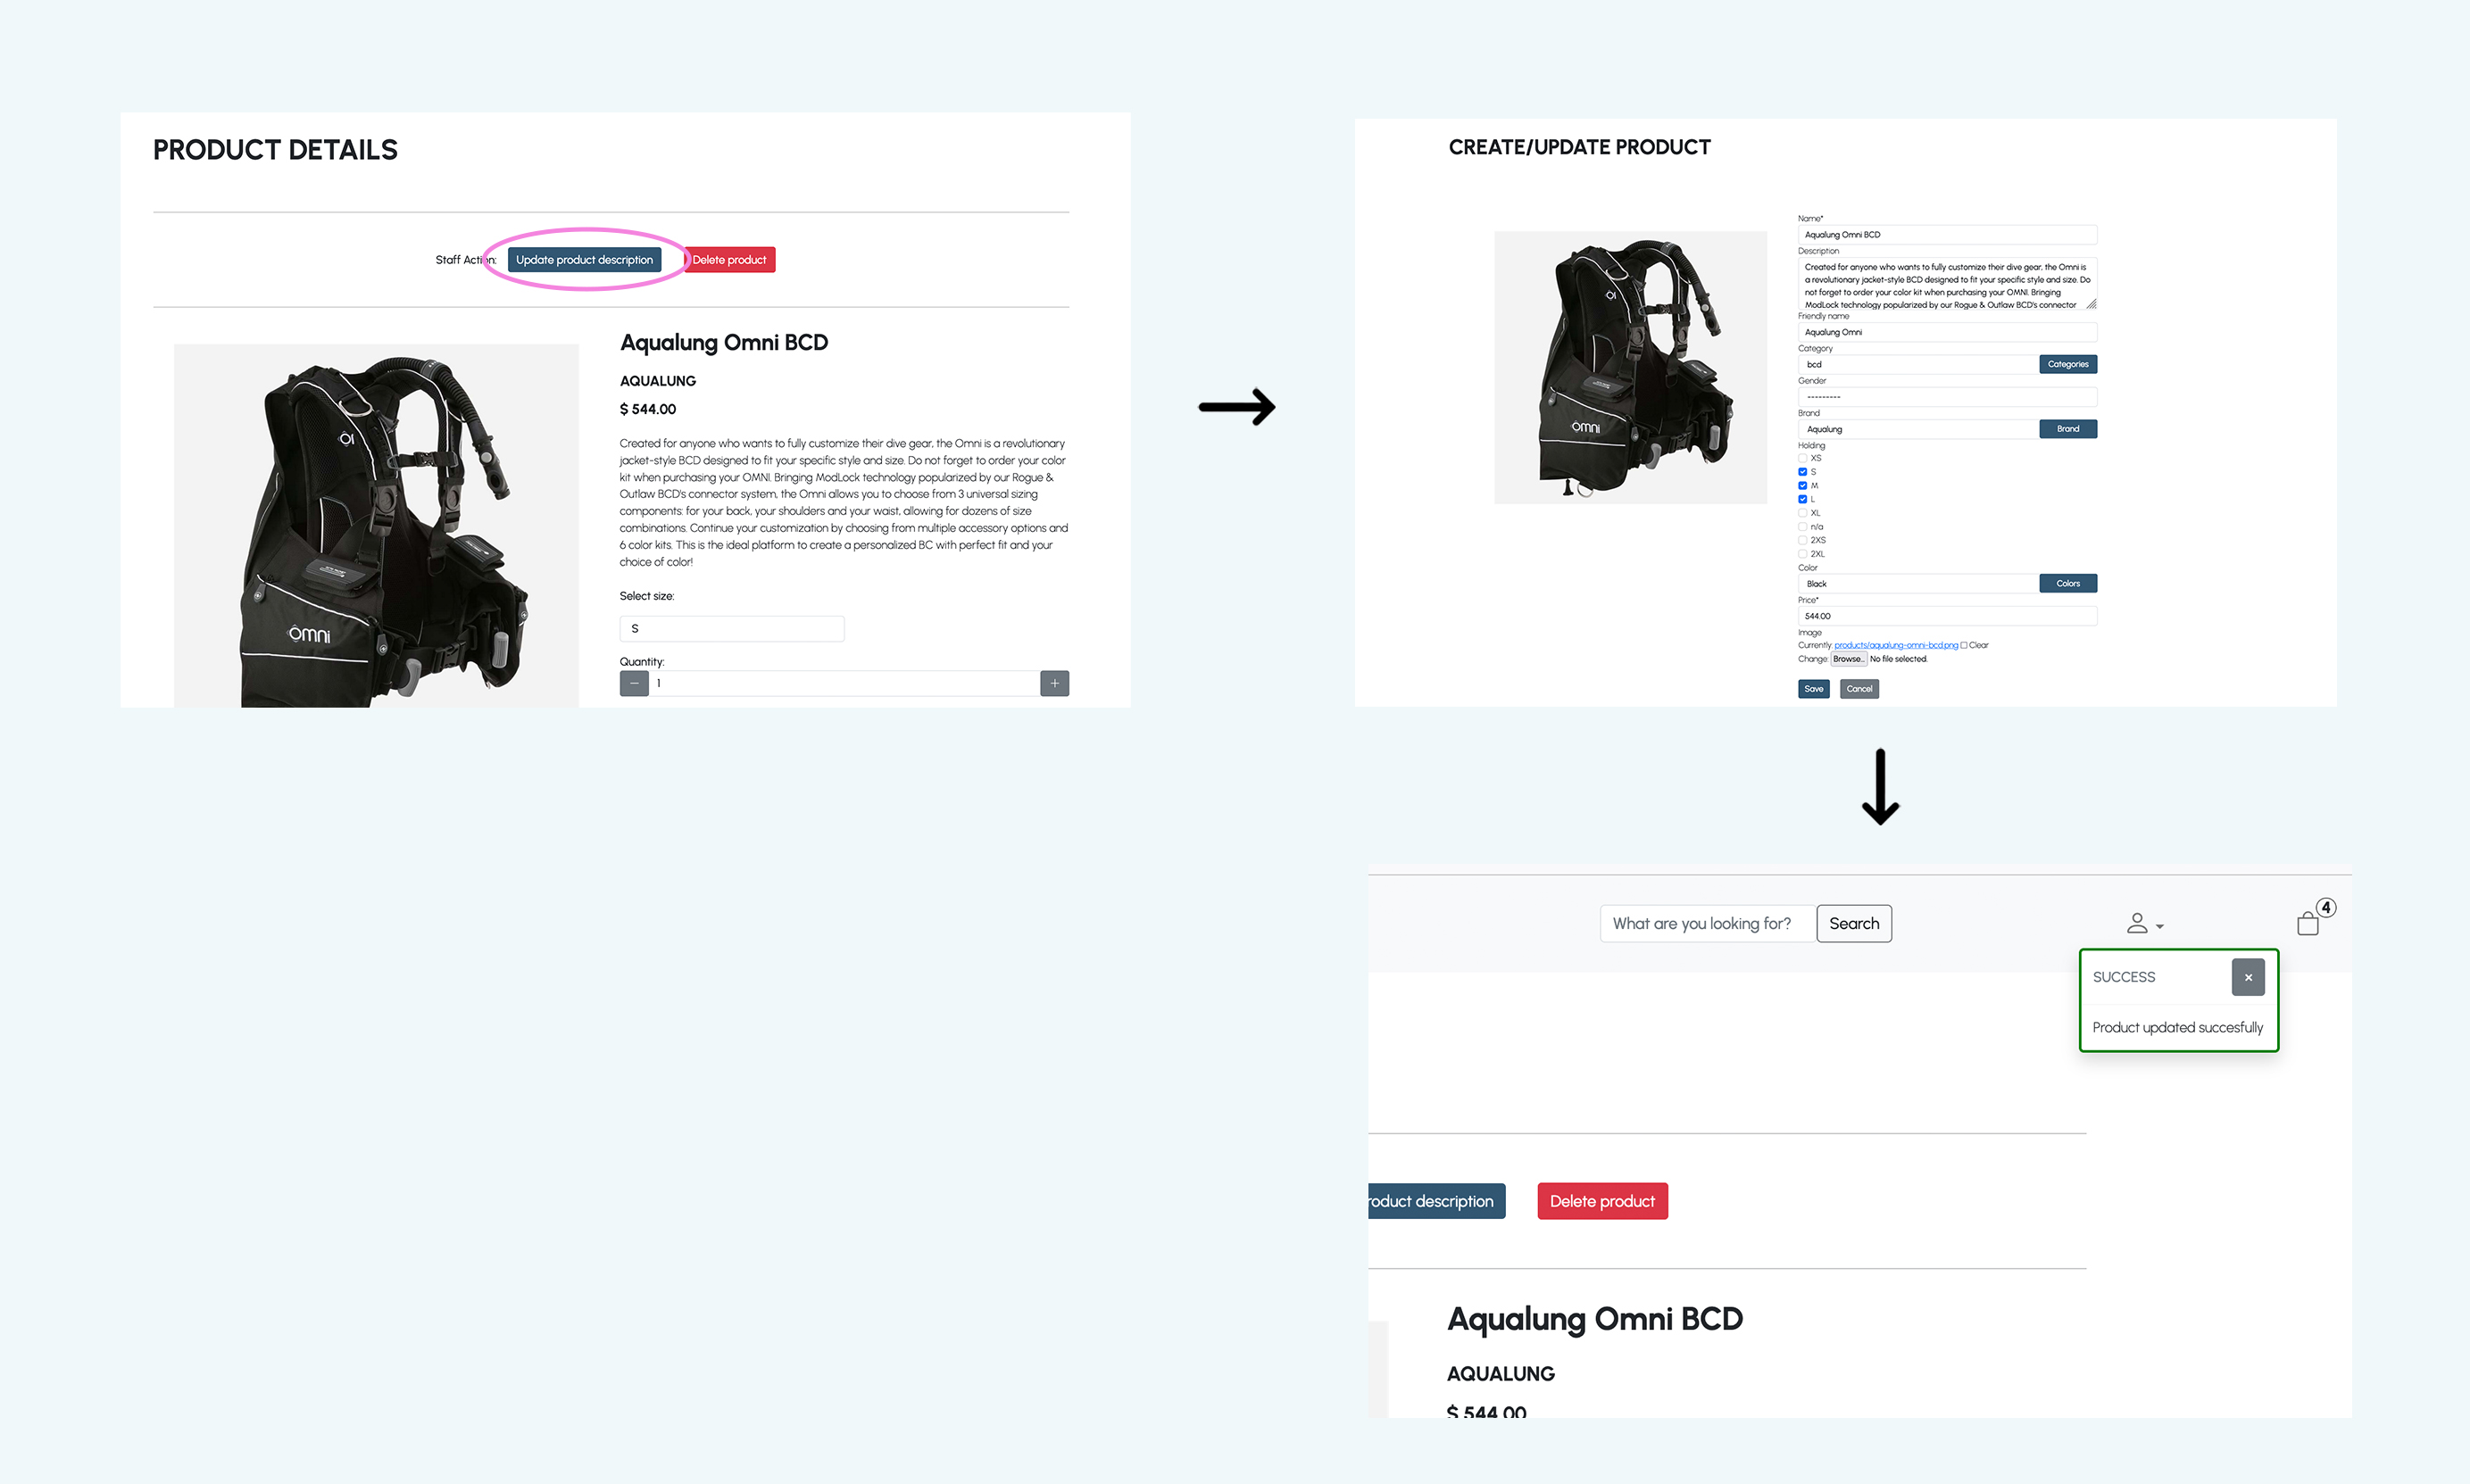 PRODUCT DETAILS
Staff Action:
Update product description
Delete product
Aqualung Omni BCD
AQUALUNG
$ 544.00
Created for anyone who wants to fully customize their dive gear, the Omni is a revolutionary
jacket-style BCD designed to fit your specific style and size. Do not forget to order your color
kit when purchasing your OMNI. Bringing ModLock technology popularized by our Rogue &
Outlaw BCD's connector system, the Omni allows you to choose from 3 universal sizing
components: for your back, your shoulders and your waist, allowing for dozens of size
combinations. Continue your customization by choosing from multiple accessory options and
6 color kits. This is the ideal platform to create a personalized BC with perfect fit and your
choice of color!
Select size:
S
Quantity:
− 1 +
omni
CREATE/UPDATE PRODUCT
omni
Name*
Aqualung Omni BCD
Description
Created for anyone who wants to fully customize their dive gear, the Omni is
a revolutionary jacket-style BCD designed to fit your specific style and size. Do
not forget to order your color kit when purchasing your OMNI. Bringing
ModLock technology popularized by our Rogue & Outlaw BCD's connector
Friendly name
Aqualung Omni
Category
bcd
Categories
Gender
---------
Brand
Aqualung
Brand
Holding
XS
S
M
L
XL
n/a
2XS
2XL
Color
Black
Colors
Price*
544.00
Image
Currently: products/aqualung-omni-bcd.png Clear
Change: Browse... No file selected.
Save
Cancel
What are you looking for?
Search
4
SUCCESS
×
Product updated succesfully
roduct description
Delete product
Aqualung Omni BCD
AQUALUNG
$ 544.00